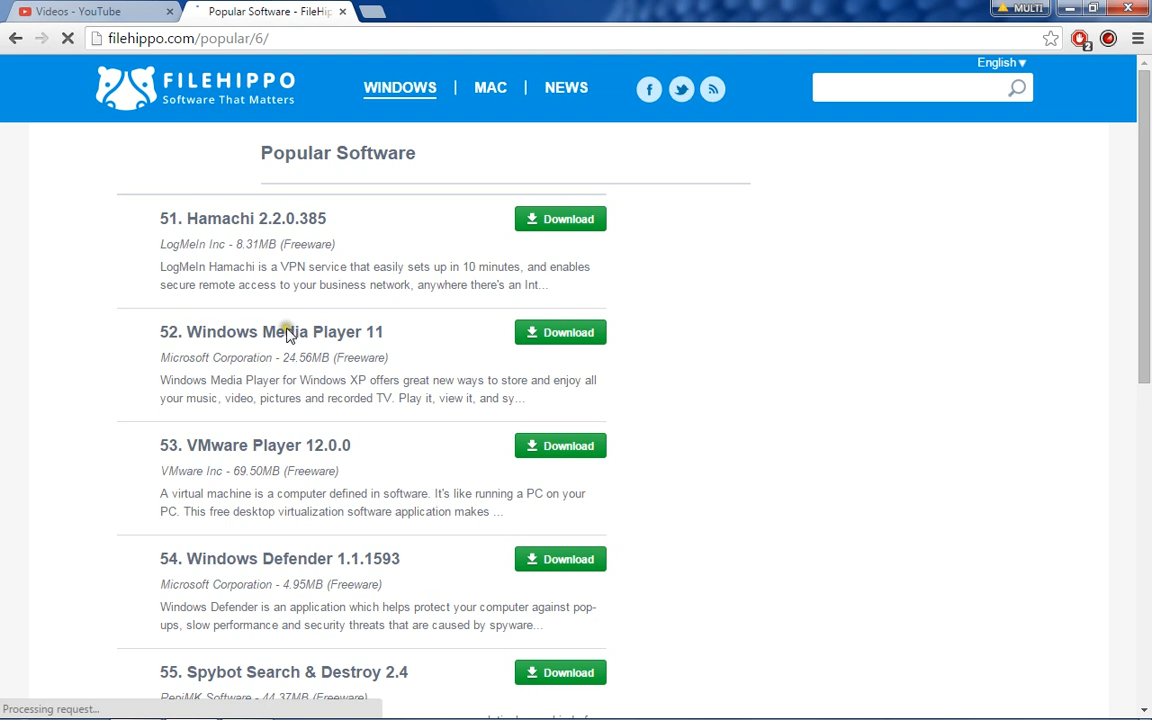 Videos - YouTube
Popular Software - FileHip
MULTI
filehippo.com/popular/6/
2
English
FILEHIPPO
Software That Matters
WINDOWS | MAC | NEWS
Popular Software
51. Hamachi 2.2.0.385
Download
LogMeIn Inc - 8.31MB (Freeware)
LogMeIn Hamachi is a VPN service that easily sets up in 10 minutes, and enables
secure remote access to your business network, anywhere there's an Int...
52. Windows Media Player 11
Download
Microsoft Corporation - 24.56MB (Freeware)
Windows Media Player for Windows XP offers great new ways to store and enjoy all
your music, video, pictures and recorded TV. Play it, view it, and sy...
53. VMware Player 12.0.0
Download
VMware Inc - 69.50MB (Freeware)
A virtual machine is a computer defined in software. It's like running a PC on your
PC. This free desktop virtualization software application makes ...
54. Windows Defender 1.1.1593
Download
Microsoft Corporation - 4.95MB (Freeware)
Windows Defender is an application which helps protect your computer against pop-
ups, slow performance and security threats that are caused by spyware...
55. Spybot Search & Destroy 2.4
Download
PepiMK Software - 44.37MB (Freeware)
Processing request...